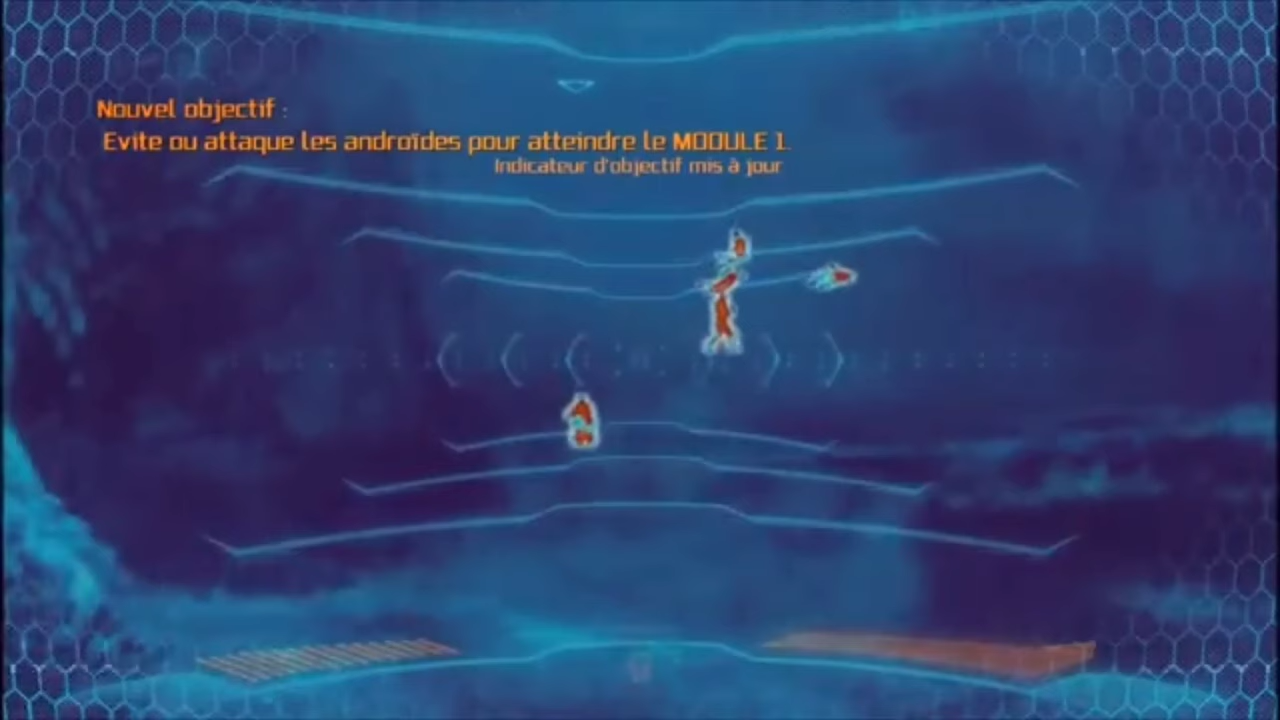 Nouvel objectif :
Evite ou attaque les androïdes pour atteindre le MODULE 1.
Indicateur d'objectif mis à jour